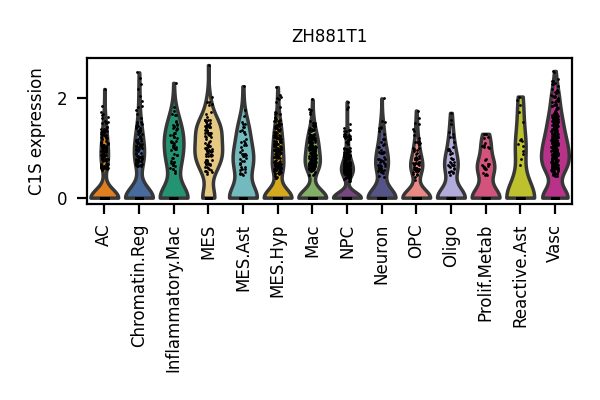 ZH881T1
C1S expression
2
0
AC
Chromatin.Reg
Inflammatory.Mac
MES
MES.Ast
MES.Hyp
Mac
NPC
Neuron
OPC
Oligo
Prolif.Metab
Reactive.Ast
Vasc